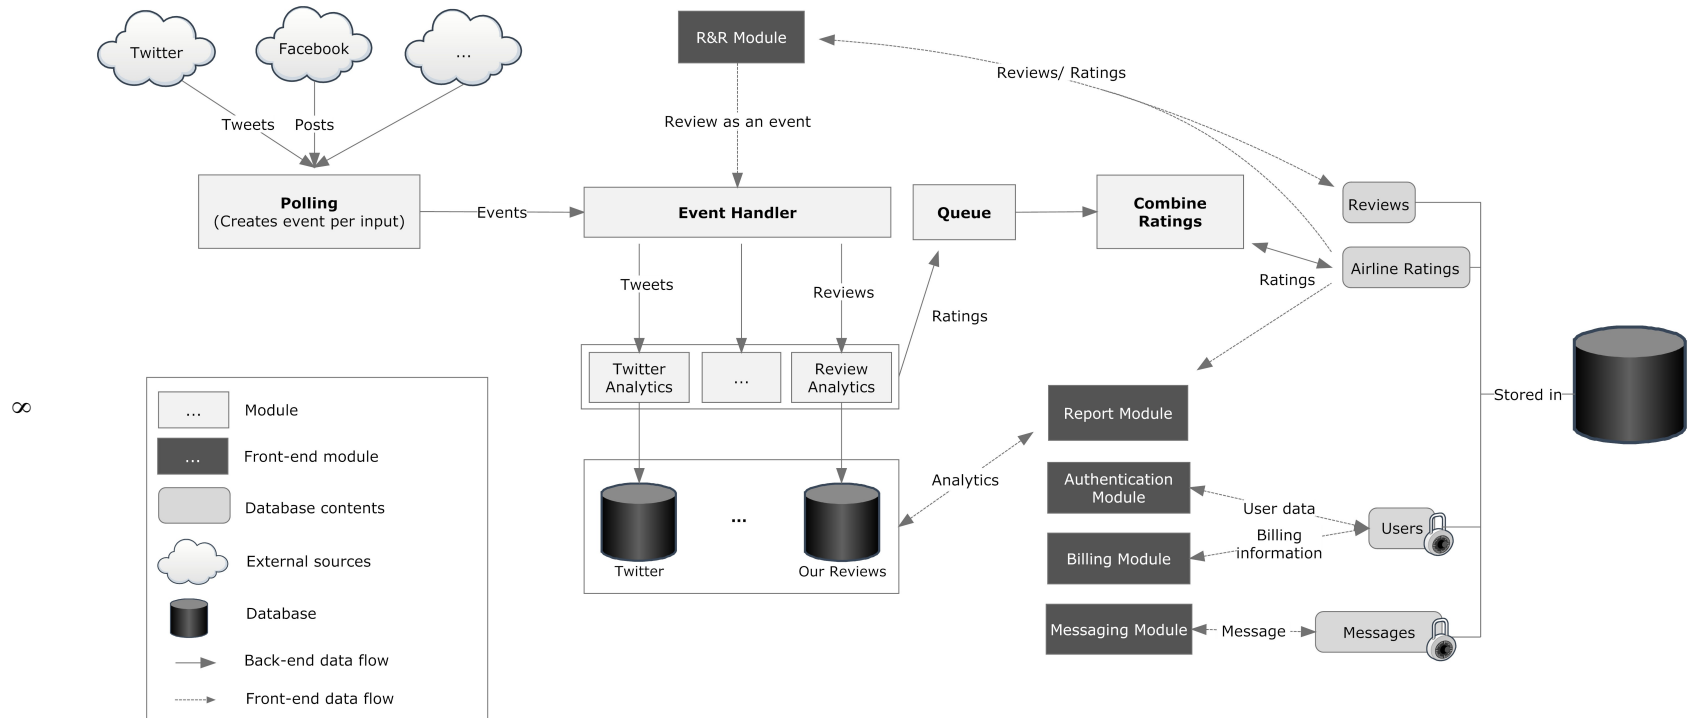 Twitter
Facebook
...
R&R Module
Reviews/ Ratings
Tweets
Posts
Review as an event
Polling
(Creates event per input)
Events
Event Handler
Queue
Combine
Ratings
Reviews
Airline Ratings
Ratings
Tweets
Reviews
Ratings
Twitter
Analytics
...
Review
Analytics
Stored in
Report Module
Analytics
Authentication
Module
User data
Users
Billing
information
Billing Module
Messaging Module
Message
Messages
...
Twitter
Our Reviews
∞
...
Module
...
Front-end module
Database contents
External sources
Database
Back-end data flow
Front-end data flow